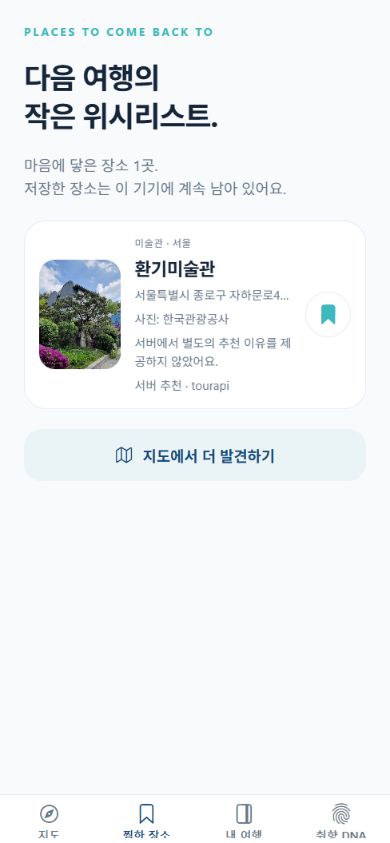 PLACES TO COME BACK TO
다음 여행의
작은 위시리스트.
마음에 닿은 장소 1곳.
저장한 장소는 이 기기에 계속 남아 있어요.
미술관 · 서울
환기미술관
서울특별시 종로구 자하문로4...
사진: 한국관광공사
서버에서 별도의 추천 이유를 제
공하지 않았어요.
서버 추천 · tourapi
지도에서 더 발견하기
지도
찜한 장소
내 여행
취향 DNA